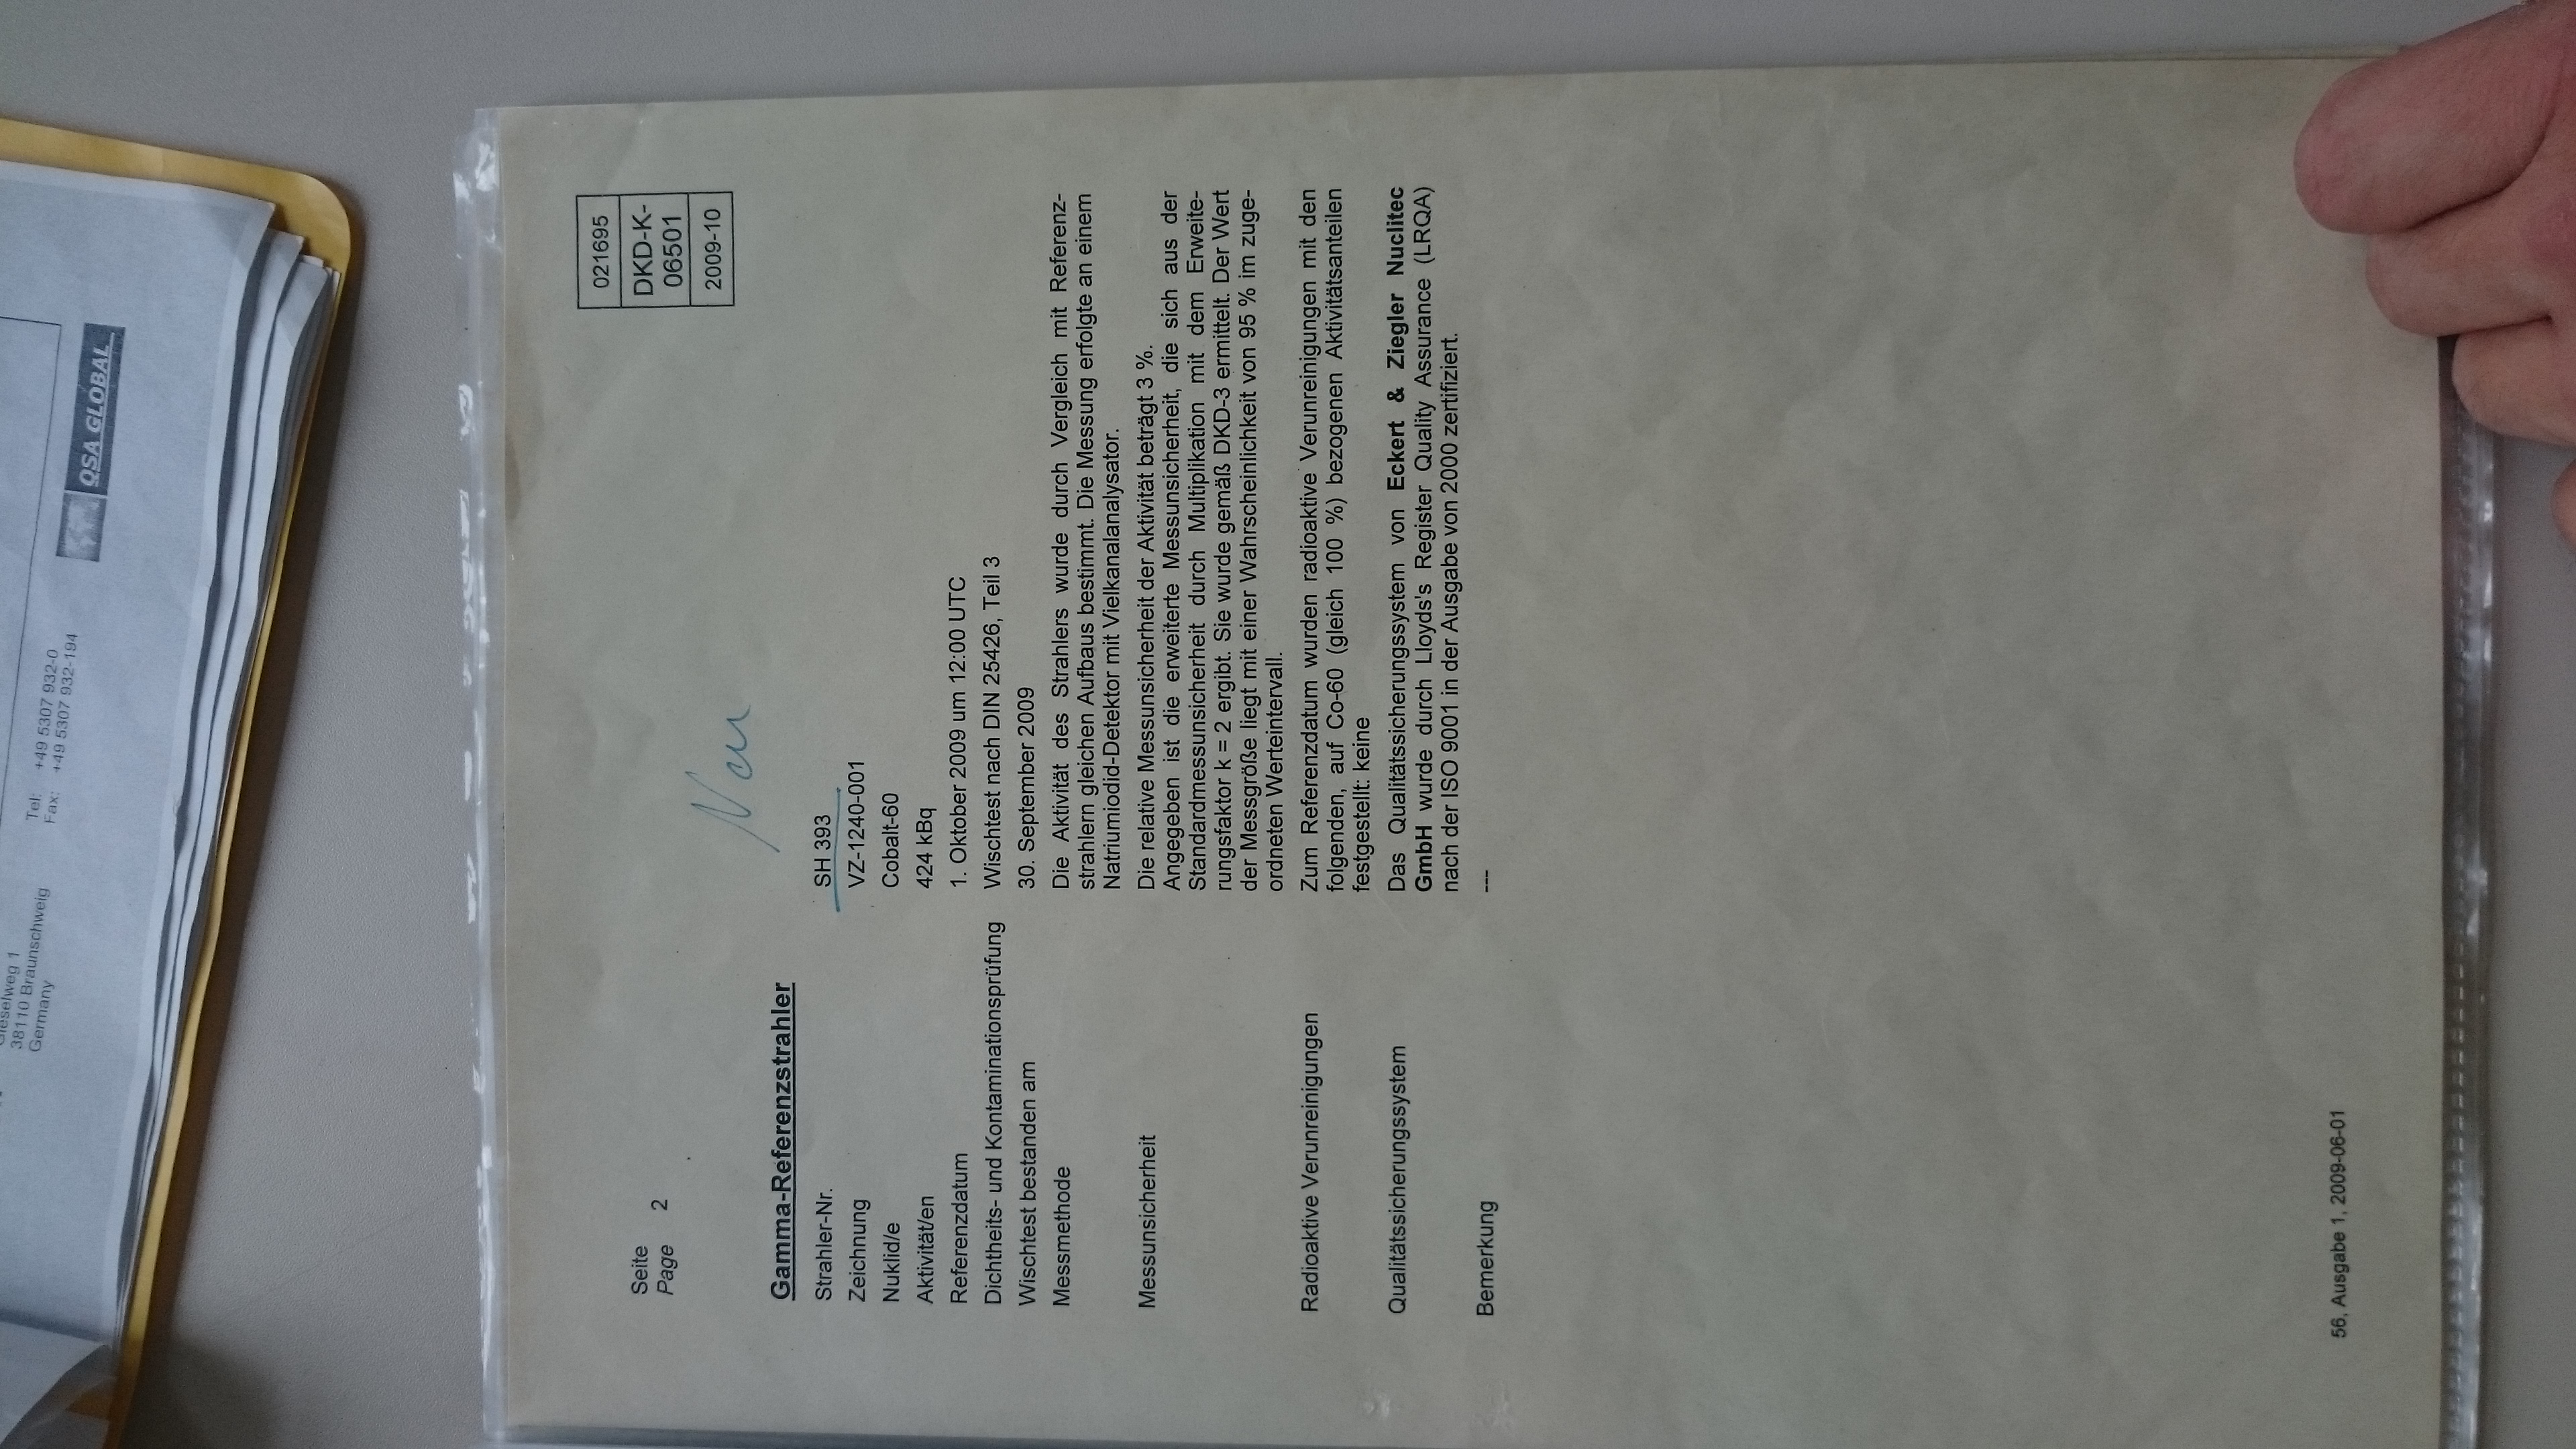 Gieselweg 1
38110 Braunschweig
Germany
Tel: +49 5307 932-0
Fax: +49 5307 932-194
QSA GLOBAL
Seite
Page 2
021695
DKD-K-
06501
2009-10
Neu
Gamma-Referenzstrahler
Strahler-Nr. SH 393
Zeichnung VZ-1240-001
Nuklid/e Cobalt-60
Aktivität/en 424 kBq
Referenzdatum 1. Oktober 2009 um 12:00 UTC
Dichtheits- und Kontaminationsprüfung Wischtest nach DIN 25426, Teil 3
Wischtest bestanden am 30. September 2009
Messmethode Die Aktivität des Strahlers wurde durch Vergleich mit Referenz-
strahlern gleichen Aufbaus bestimmt. Die Messung erfolgte an einem
Natriumiodid-Detektor mit Vielkanalanalysator.
Messunsicherheit Die relative Messunsicherheit der Aktivität beträgt 3 %.
Angegeben ist die erweiterte Messunsicherheit, die sich aus der
Standardmessunsicherheit durch Multiplikation mit dem Erweite-
rungsfaktor k = 2 ergibt. Sie wurde gemäß DKD-3 ermittelt. Der Wert
der Messgröße liegt mit einer Wahrscheinlichkeit von 95 % im zuge-
ordneten Werteintervall.
Radioaktive Verunreinigungen Zum Referenzdatum wurden radioaktive Verunreinigungen mit den
folgenden, auf Co-60 (gleich 100 %) bezogenen Aktivitätsanteilen
festgestellt: keine
Qualitätssicherungssystem Das Qualitätssicherungssystem von Eckert & Ziegler Nuclitec
GmbH wurde durch Lloyds's Register Quality Assurance (LRQA)
nach der ISO 9001 in der Ausgabe von 2000 zertifiziert.
Bemerkung ---
56, Ausgabe 1, 2009-06-01